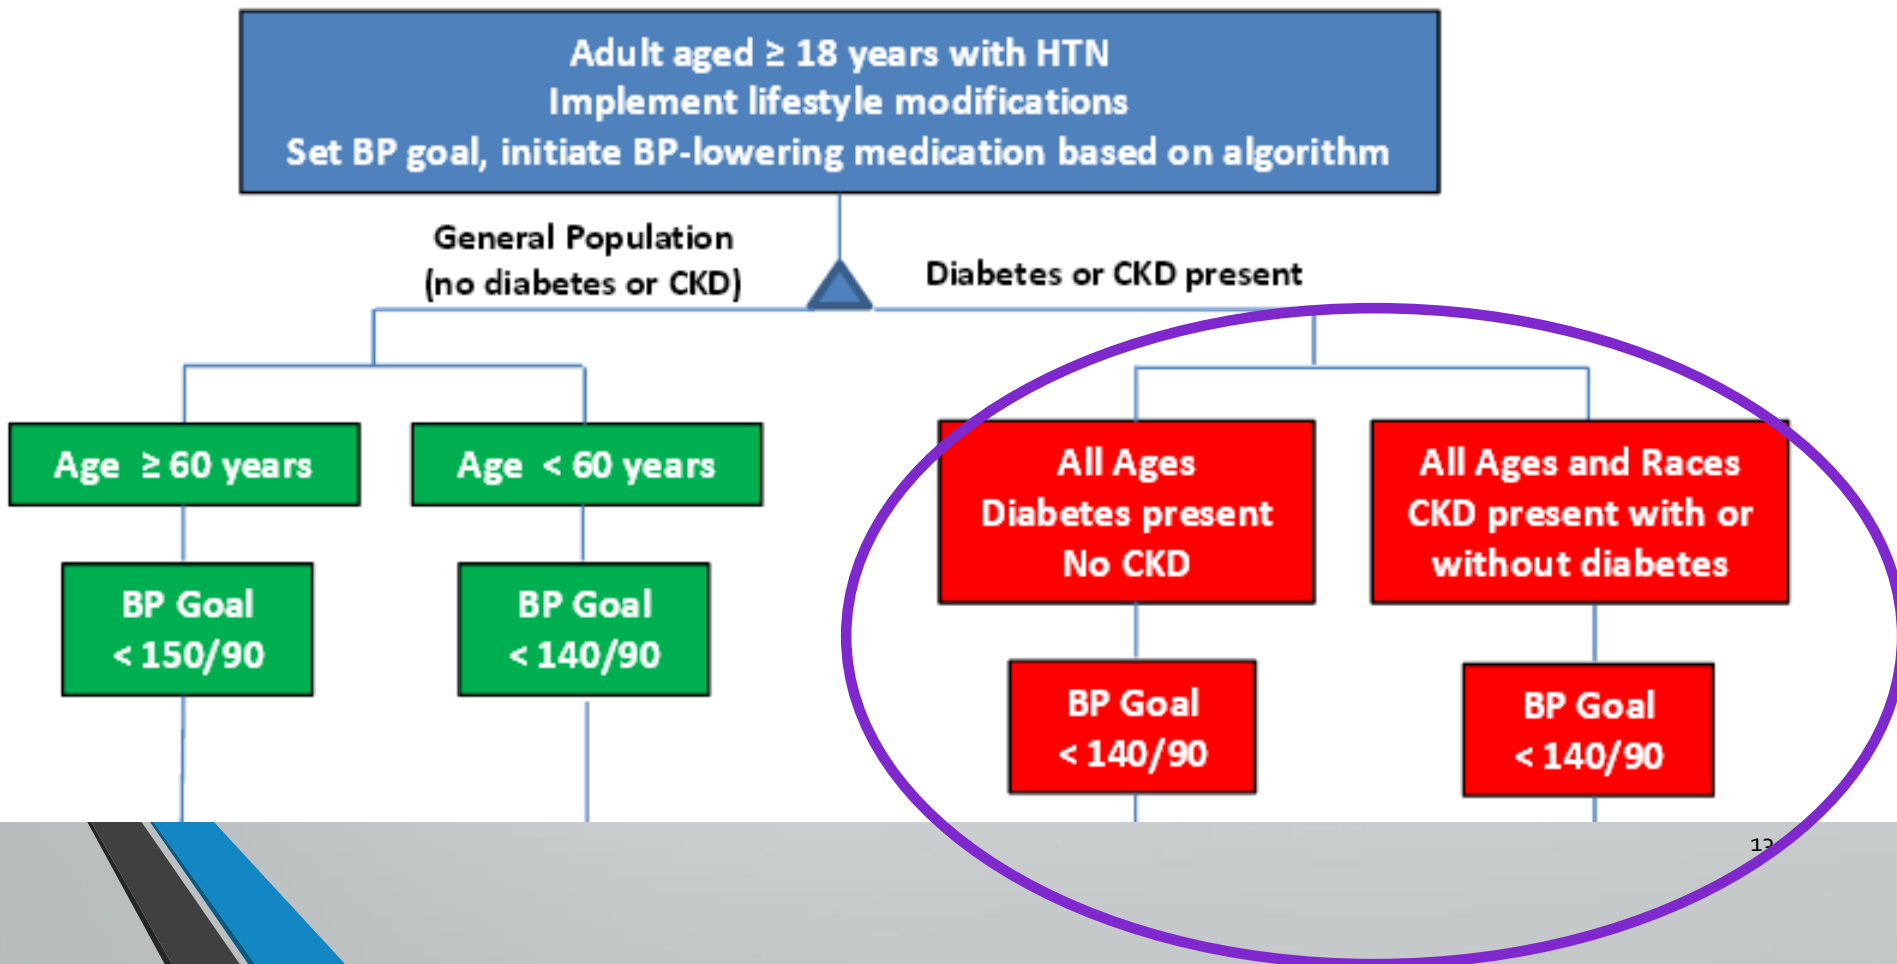 Adult aged ≥ 18 years with HTN
Implement lifestyle modifications
Set BP goal, initiate BP-lowering medication based on algorithm
General Population
(no diabetes or CKD)
Diabetes or CKD present
Age ≥ 60 years
Age < 60 years
All Ages
Diabetes present
No CKD
All Ages and Races
CKD present with or
without diabetes
BP Goal
< 150/90
BP Goal
< 140/90
BP Goal
< 140/90
BP Goal
< 140/90
13